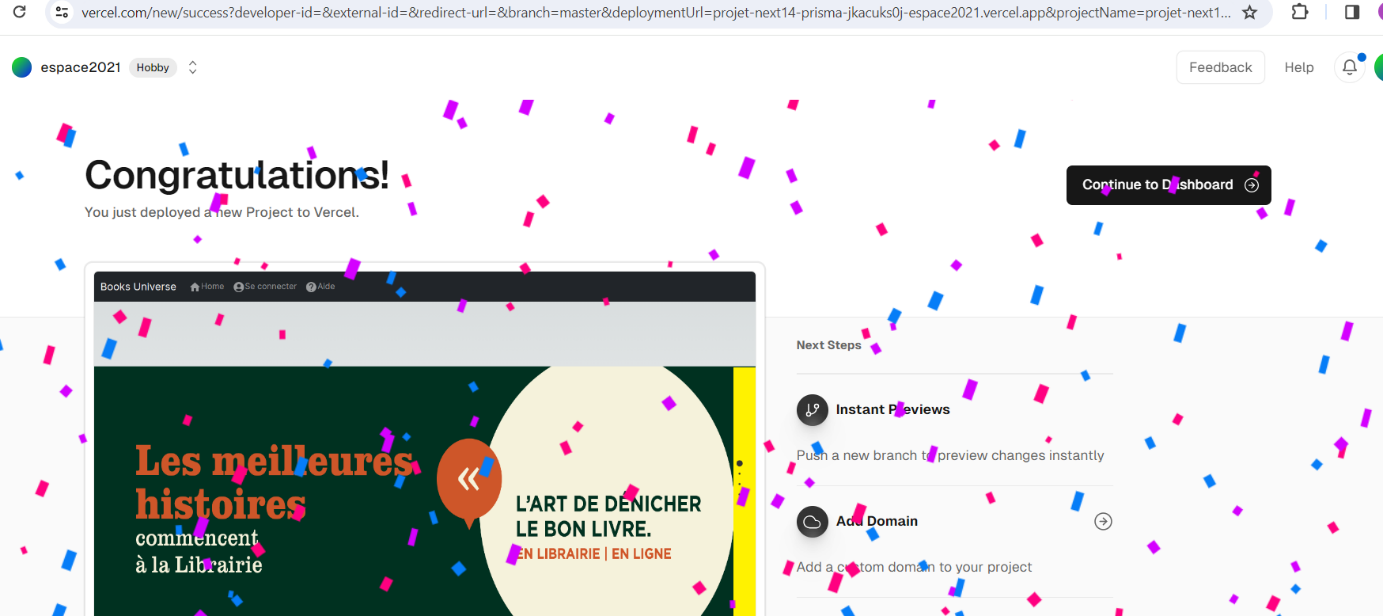 vercel.com/new/success?developer-id=&external-id=&redirect-url=&branch=master&deploymentUrl=projet-next14-prisma-jkacuks0j-espace2021.vercel.app&projectName=projet-next1...
espace2021 Hobby
Feedback Help
Congratulations!
Continue to Dashboard
You just deployed a new Project to Vercel.
Books Universe Home Se connecter Aide
Next Steps
Instant Previews
Push a new branch to preview changes instantly
Add Domain
Add a custom domain to your project
Les meilleures
histoires
commencent
à la Librairie
L'ART DE DÉNICHER
LE BON LIVRE.
EN LIBRAIRIE | EN LIGNE